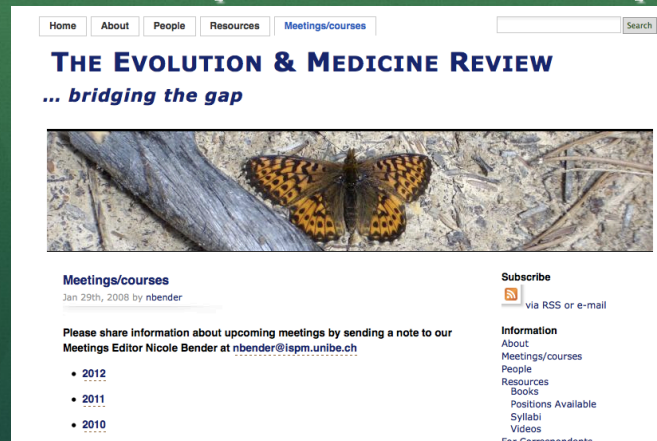 Home About People Resources Meetings/courses Search
THE EVOLUTION & MEDICINE REVIEW
... bridging the gap
Meetings/courses
Jan 29th, 2008 by nbender
Please share information about upcoming meetings by sending a note to our
Meetings Editor Nicole Bender at nbender@ispm.unibe.ch
• 2012
• 2011
• 2010
Subscribe
via RSS or e-mail
Information
About
Meetings/courses
People
Resources
Books
Positions Available
Syllabi
Videos
For Correspondents